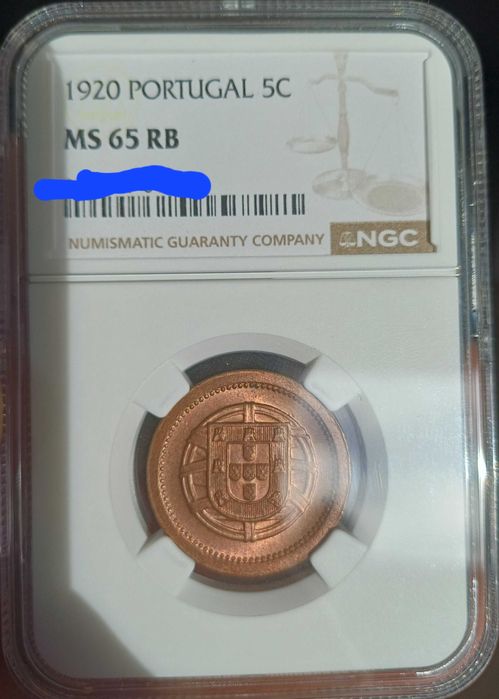 1920 PORTUGAL 5C
MS 65 RB
NUMISMATIC GUARANTY COMPANY
NGC